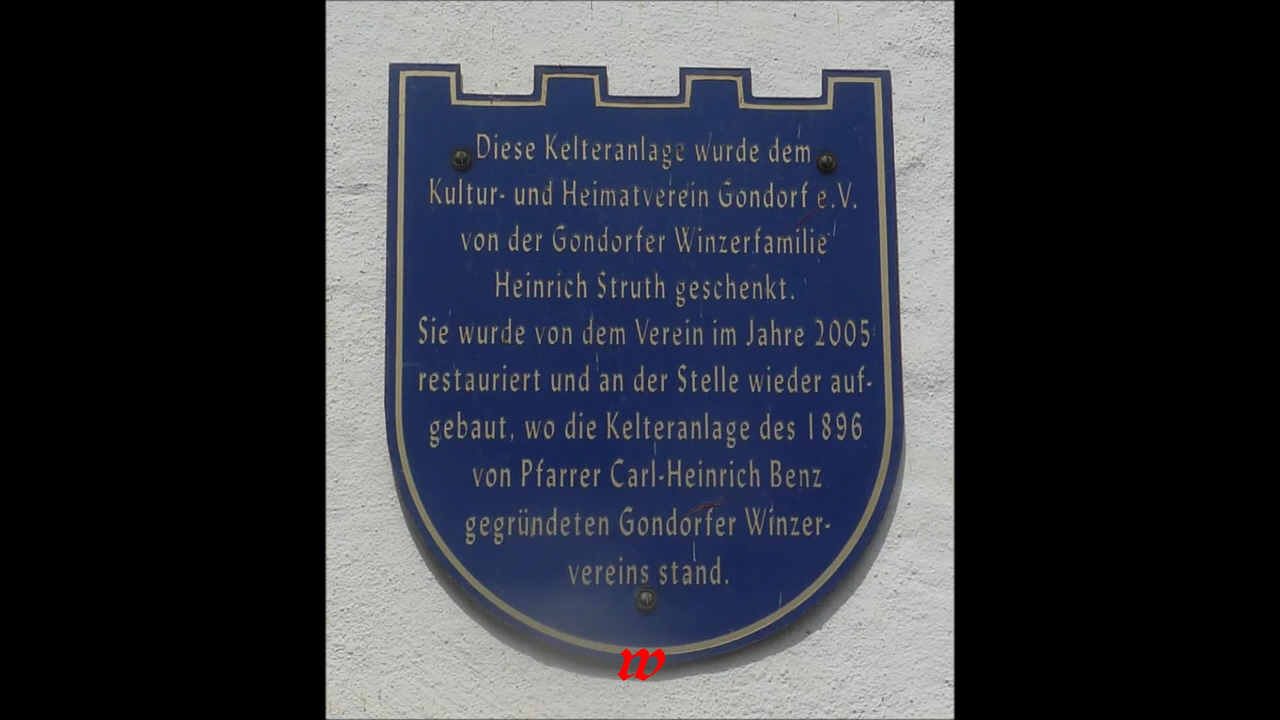 Diese Kelteranlage wurde dem
Kultur- und Heimatverein Gondorf e.V.
von der Gondorfer Winzerfamilie
Heinrich Struth geschenkt.
Sie wurde von dem Verein im Jahre 2005
restauriert und an der Stelle wieder auf-
gebaut, wo die Kelteranlage des 1896
von Pfarrer Carl-Heinrich Benz
gegründeten Gondorfer Winzer-
vereins stand.
w